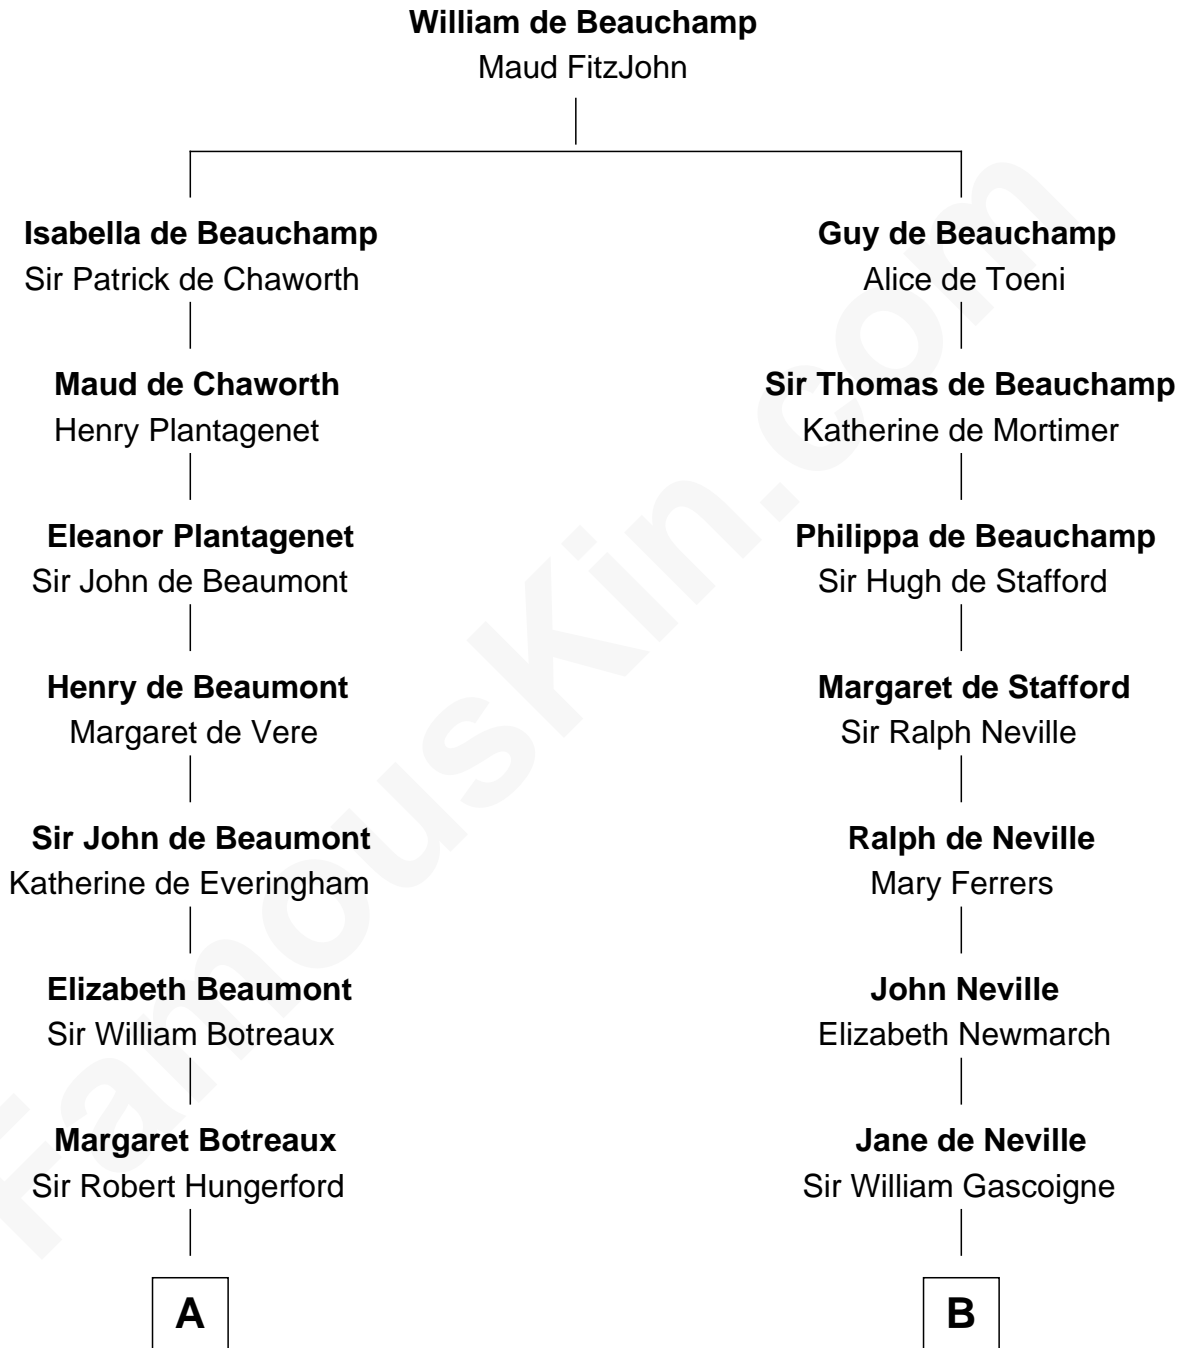 William de Beauchamp
Maud FitzJohn
Isabella de Beauchamp
Sir Patrick de Chaworth
Guy de Beauchamp
Alice de Toeni
Maud de Chaworth
Henry Plantagenet
Sir Thomas de Beauchamp
Katherine de Mortimer
Eleanor Plantagenet
Sir John de Beaumont
Philippa de Beauchamp
Sir Hugh de Stafford
Henry de Beaumont
Margaret de Vere
Margaret de Stafford
Sir Ralph Neville
Sir John de Beaumont
Katherine de Everingham
Ralph de Neville
Mary Ferrers
Elizabeth Beaumont
Sir William Botreaux
John Neville
Elizabeth Newmarch
Margaret Botreaux
Sir Robert Hungerford
Jane de Neville
Sir William Gascoigne
A
B
FamousKin.com